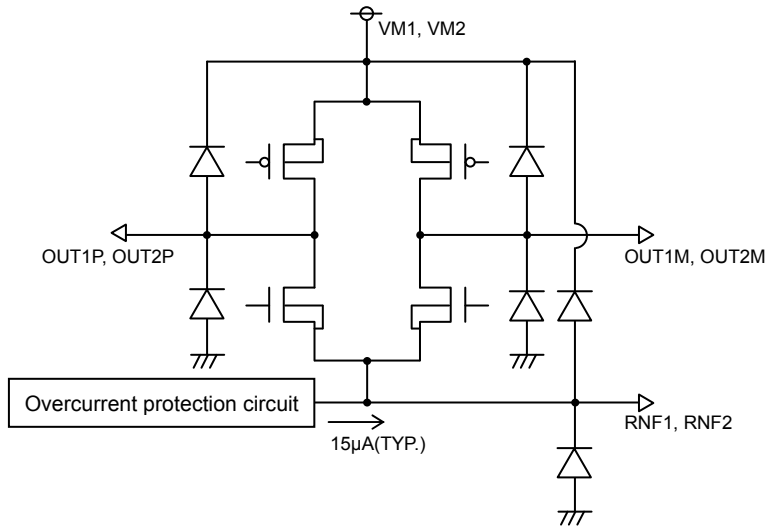 VM1, VM2
OUT1P, OUT2P
OUT1M, OUT2M
Overcurrent protection circuit
RNF1, RNF2
15µA(TYP.)